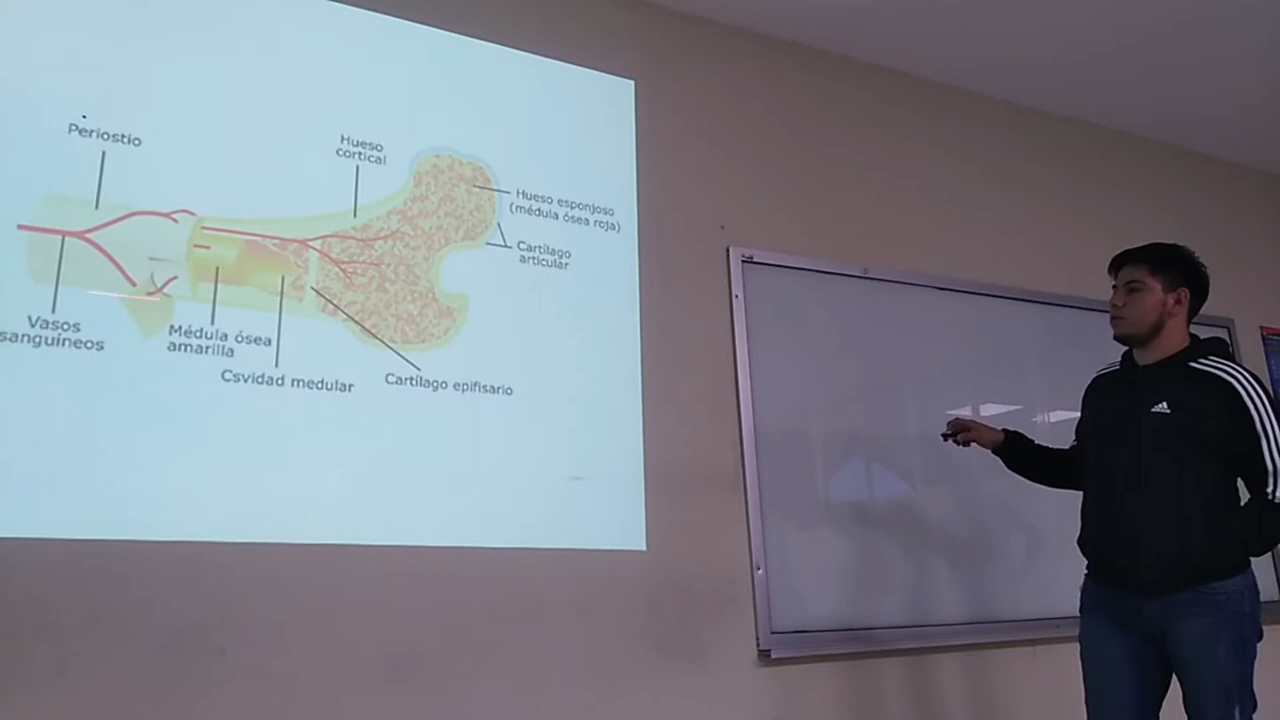 Periostio
Hueso
cortical
Hueso esponjoso
(médula ósea roja)
Cartílago
articular
Vasos
sanguíneos
Médula ósea
amarilla
Csvidad medular
Cartílago epifisario
adidas